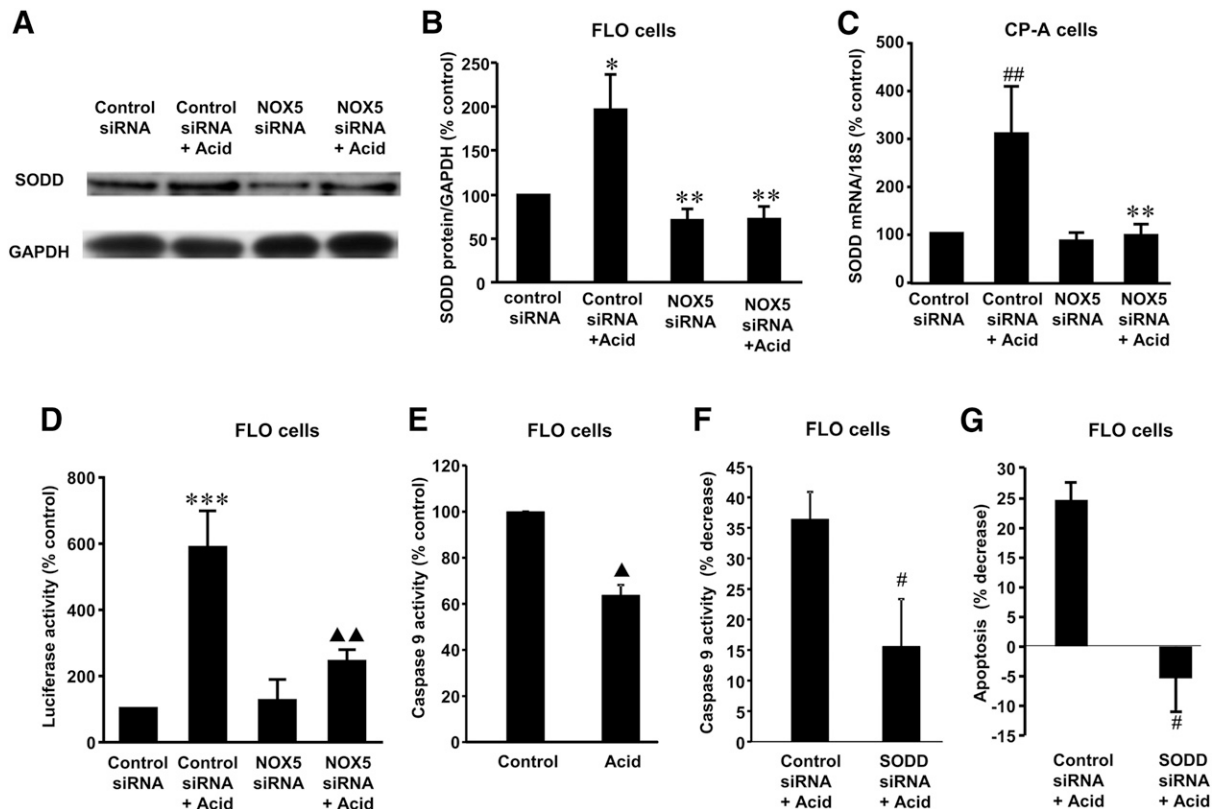 A
Control
siRNA
Control
siRNA
+ Acid
NOX5
siRNA
NOX5
siRNA
+ Acid
SODD
GAPDH
B
FLO cells
SODD protein/GAPDH (% control)
250
200
150
100
50
0
*
**
**
control
siRNA
Control
siRNA
+Acid
NOX5
siRNA
NOX5
siRNA
+Acid
C
CP-A cells
SODD mRNA/18S (% control)
500
400
300
200
100
0
##
**
Control
siRNA
Control
siRNA
+ Acid
NOX5
siRNA
NOX5
siRNA
+ Acid
D
FLO cells
Luciferase activity (% control)
800
600
400
200
0
***
▲▲
Control
siRNA
Control
siRNA
+ Acid
NOX5
siRNA
NOX5
siRNA
+ Acid
E
FLO cells
Caspase 9 activity (% control)
120
100
80
60
40
20
0
▲
Control
Acid
F
FLO cells
Caspase 9 activity (% decrease)
45
40
35
30
25
20
15
10
5
0
#
Control
siRNA
+ Acid
SODD
siRNA
+ Acid
G
FLO cells
Apoptosis (% decrease)
30
25
20
15
10
5
0
-5
-10
-15
#
Control
siRNA
+ Acid
SODD
siRNA
+ Acid